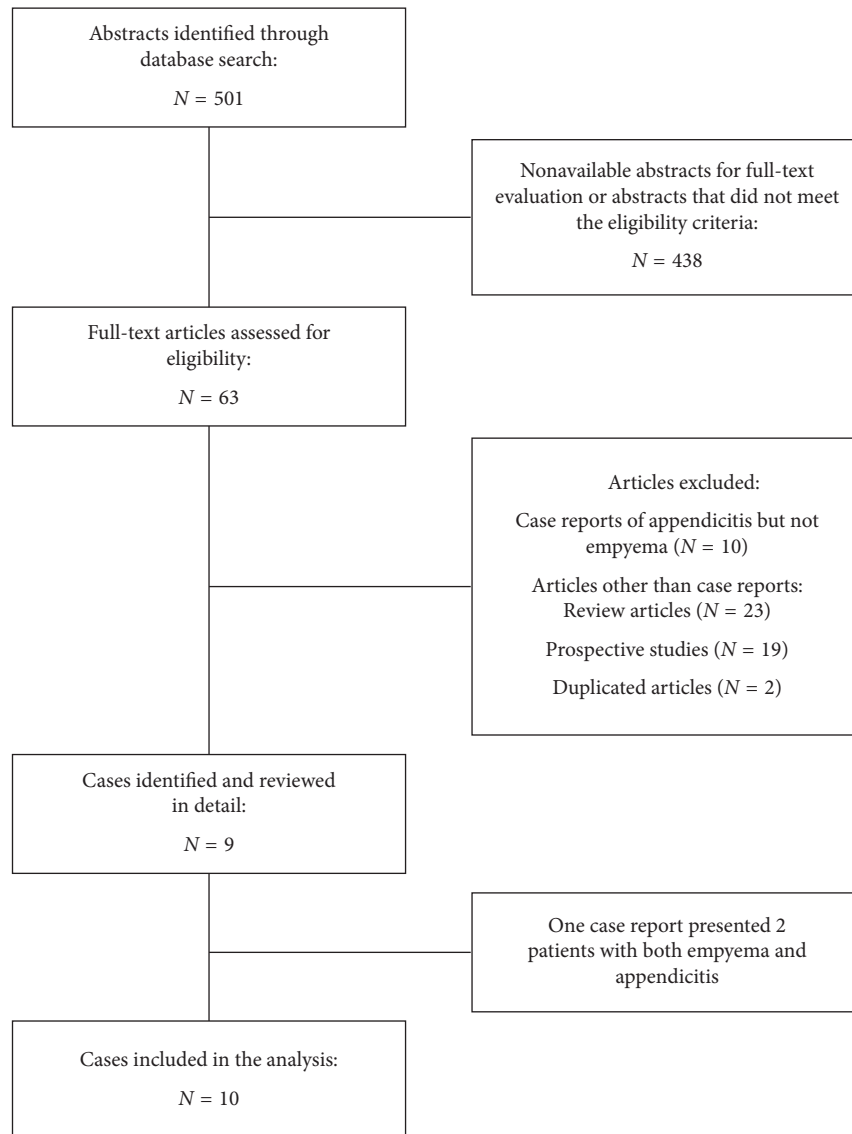 Abstracts identified through
database search:
N = 501
Nonavailable abstracts for full-text
evaluation or abstracts that did not meet
the eligibility criteria:
N = 438
Full-text articles assessed for
eligibility:
N = 63
Articles excluded:
Case reports of appendicitis but not
empyema (N = 10)
Articles other than case reports:
Review articles (N = 23)
Prospective studies (N = 19)
Duplicated articles (N = 2)
Cases identified and reviewed
in detail:
N = 9
One case report presented 2
patients with both empyema and
appendicitis
Cases included in the analysis:
N = 10